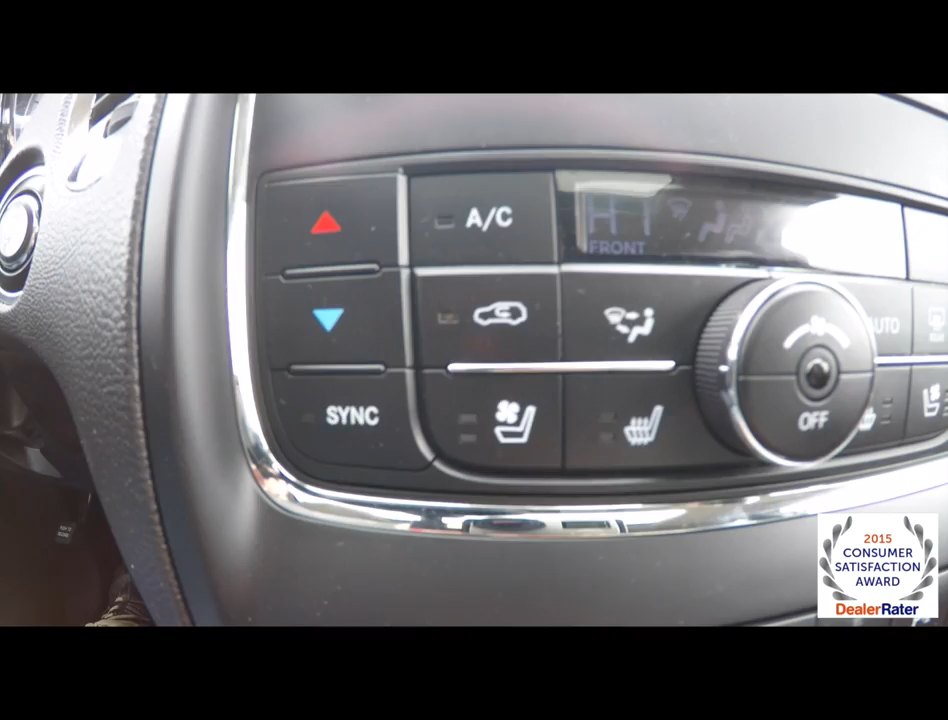 A/C
HI
FRONT
AUTO
SYNC
OFF
2015
CONSUMER
SATISFACTION
AWARD
DealerRater